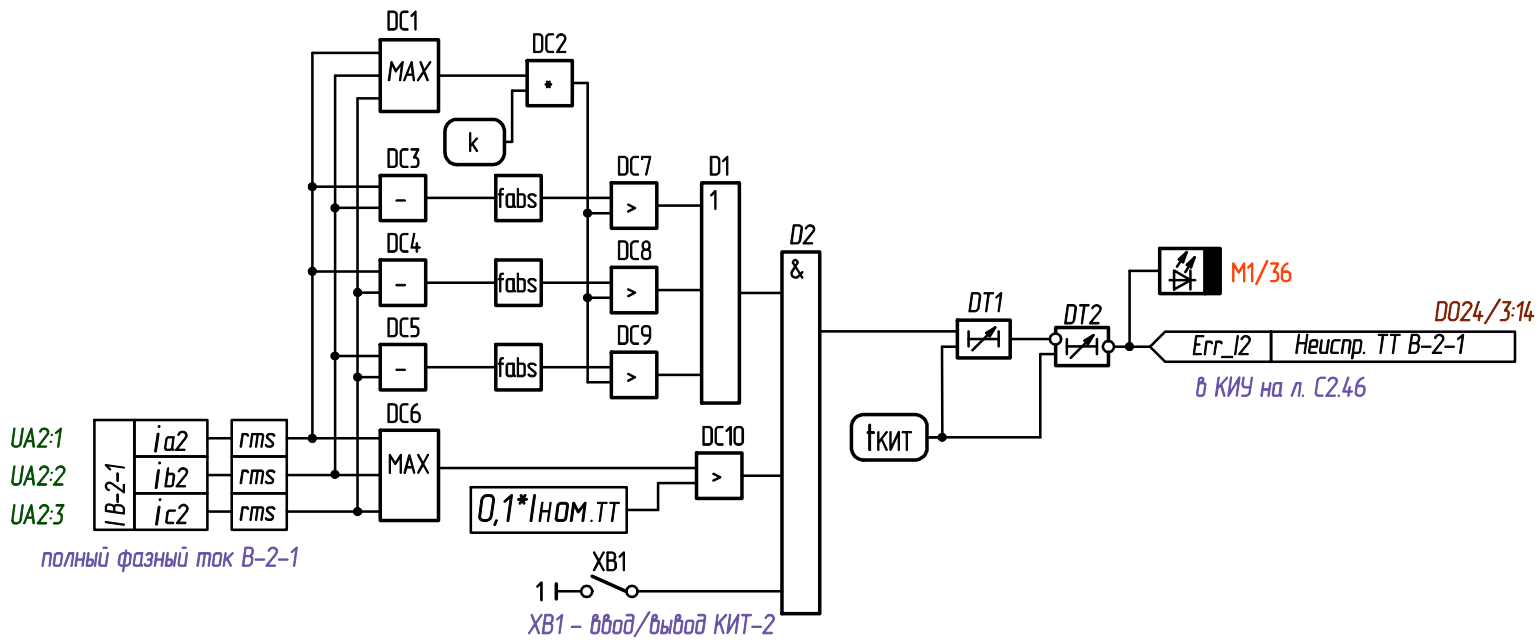 DC1
MAX
DC2
*
k
DC3
-
fabs
DC7
>
D1
1
DC4
-
fabs
DC8
>
D2
&
DC5
-
fabs
DC9
>
DT1
DT2
M1/36
DO24/3:14
Err_I2
Неиспр. ТТ В-2-1
в КИУ на л. С2.46
tКИТ
DC6
MAX
DC10
>
0,1*Iном.тт
UA2:1
UA2:2
UA2:3
I В-2-1
ia2
rms
ib2
rms
ic2
rms
полный фазный ток В-2-1
XB1
1
XB1 - ввод/вывод КИТ-2